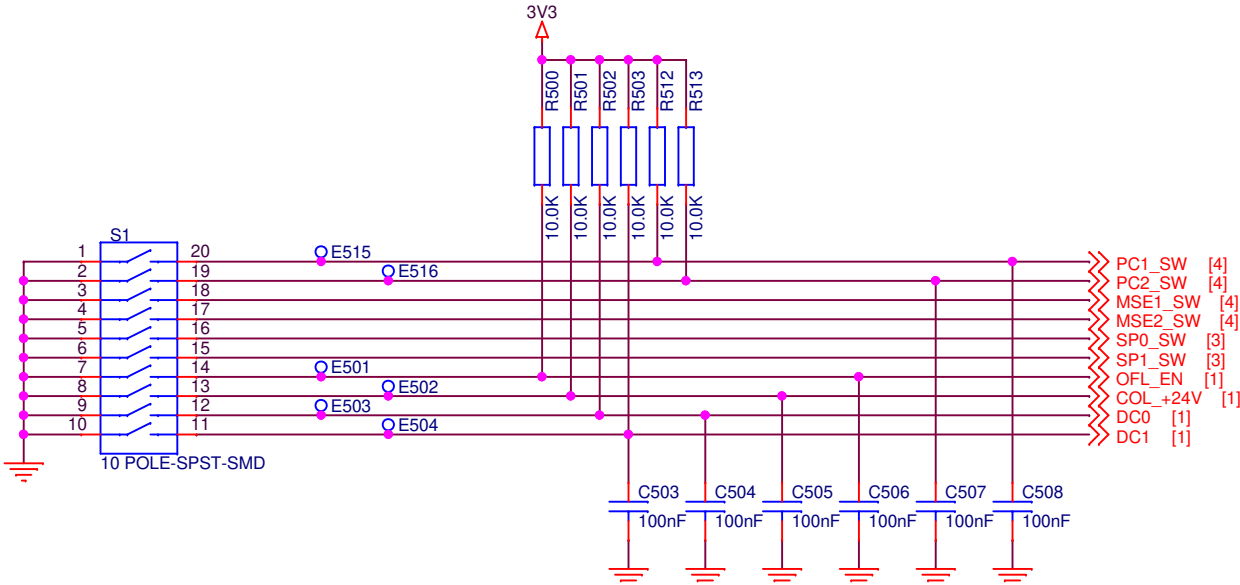 3V3
R500
R501
R502
R503
R512
R513
10.0K
10.0K
10.0K
10.0K
10.0K
10.0K
S1
1 20 E515 PC1_SW [4]
2 19 E516 PC2_SW [4]
3 18 MSE1_SW [4]
4 17 MSE2_SW [4]
5 16 SP0_SW [3]
6 15 SP1_SW [3]
7 14 E501 OFL_EN [1]
8 13 E502 COL_+24V [1]
9 12 E503 DC0 [1]
10 11 E504 DC1 [1]
10 POLE-SPST-SMD
C503 C504 C505 C506 C507 C508
100nF 100nF 100nF 100nF 100nF 100nF